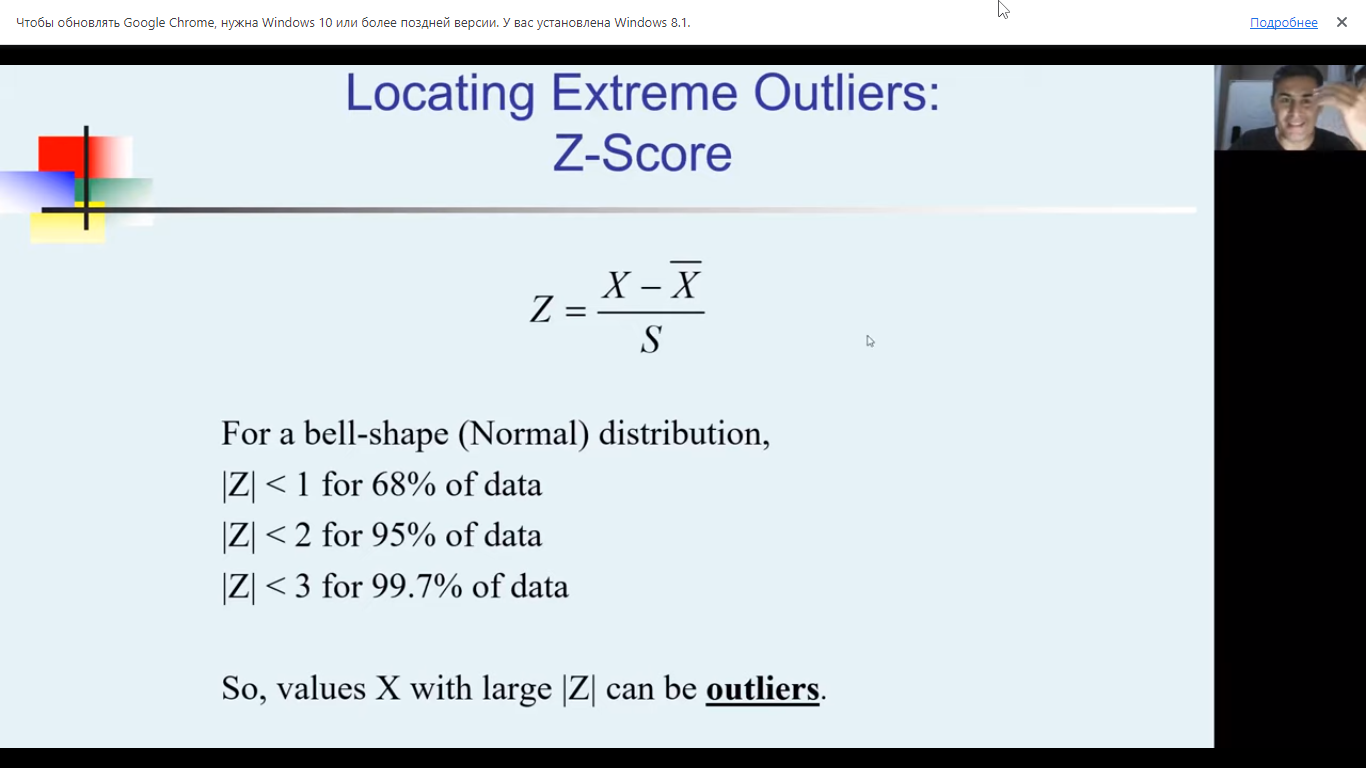 Чтобы обновлять Google Chrome, нужна Windows 10 или более поздней версии. У вас установлена Windows 8.1.
Подробнее
Locating Extreme Outliers:
Z-Score
Z = (X − X̅) / S
For a bell-shape (Normal) distribution,
|Z| < 1 for 68% of data
|Z| < 2 for 95% of data
|Z| < 3 for 99.7% of data
So, values X with large |Z| can be outliers.